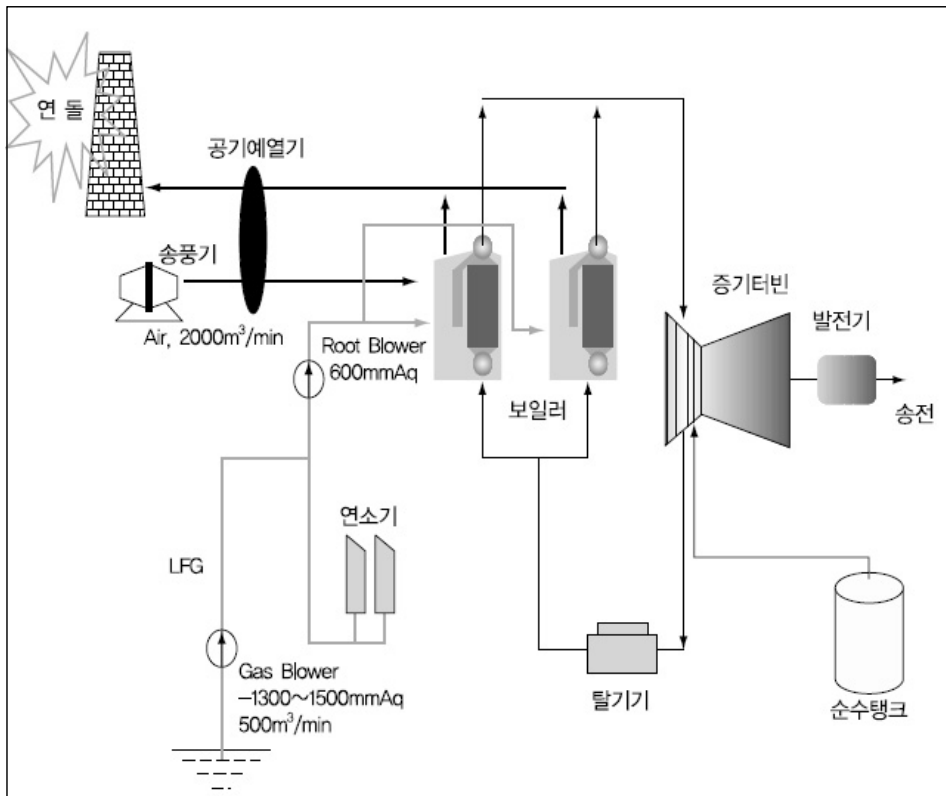 연 돌
공기예열기
송풍기
Air, 2000m³/min
Root Blower
600mmAq
보일러
증기터빈
발전기
송전
연소기
LFG
Gas Blower
−1300～1500mmAq
500m³/min
탈기기
순수탱크